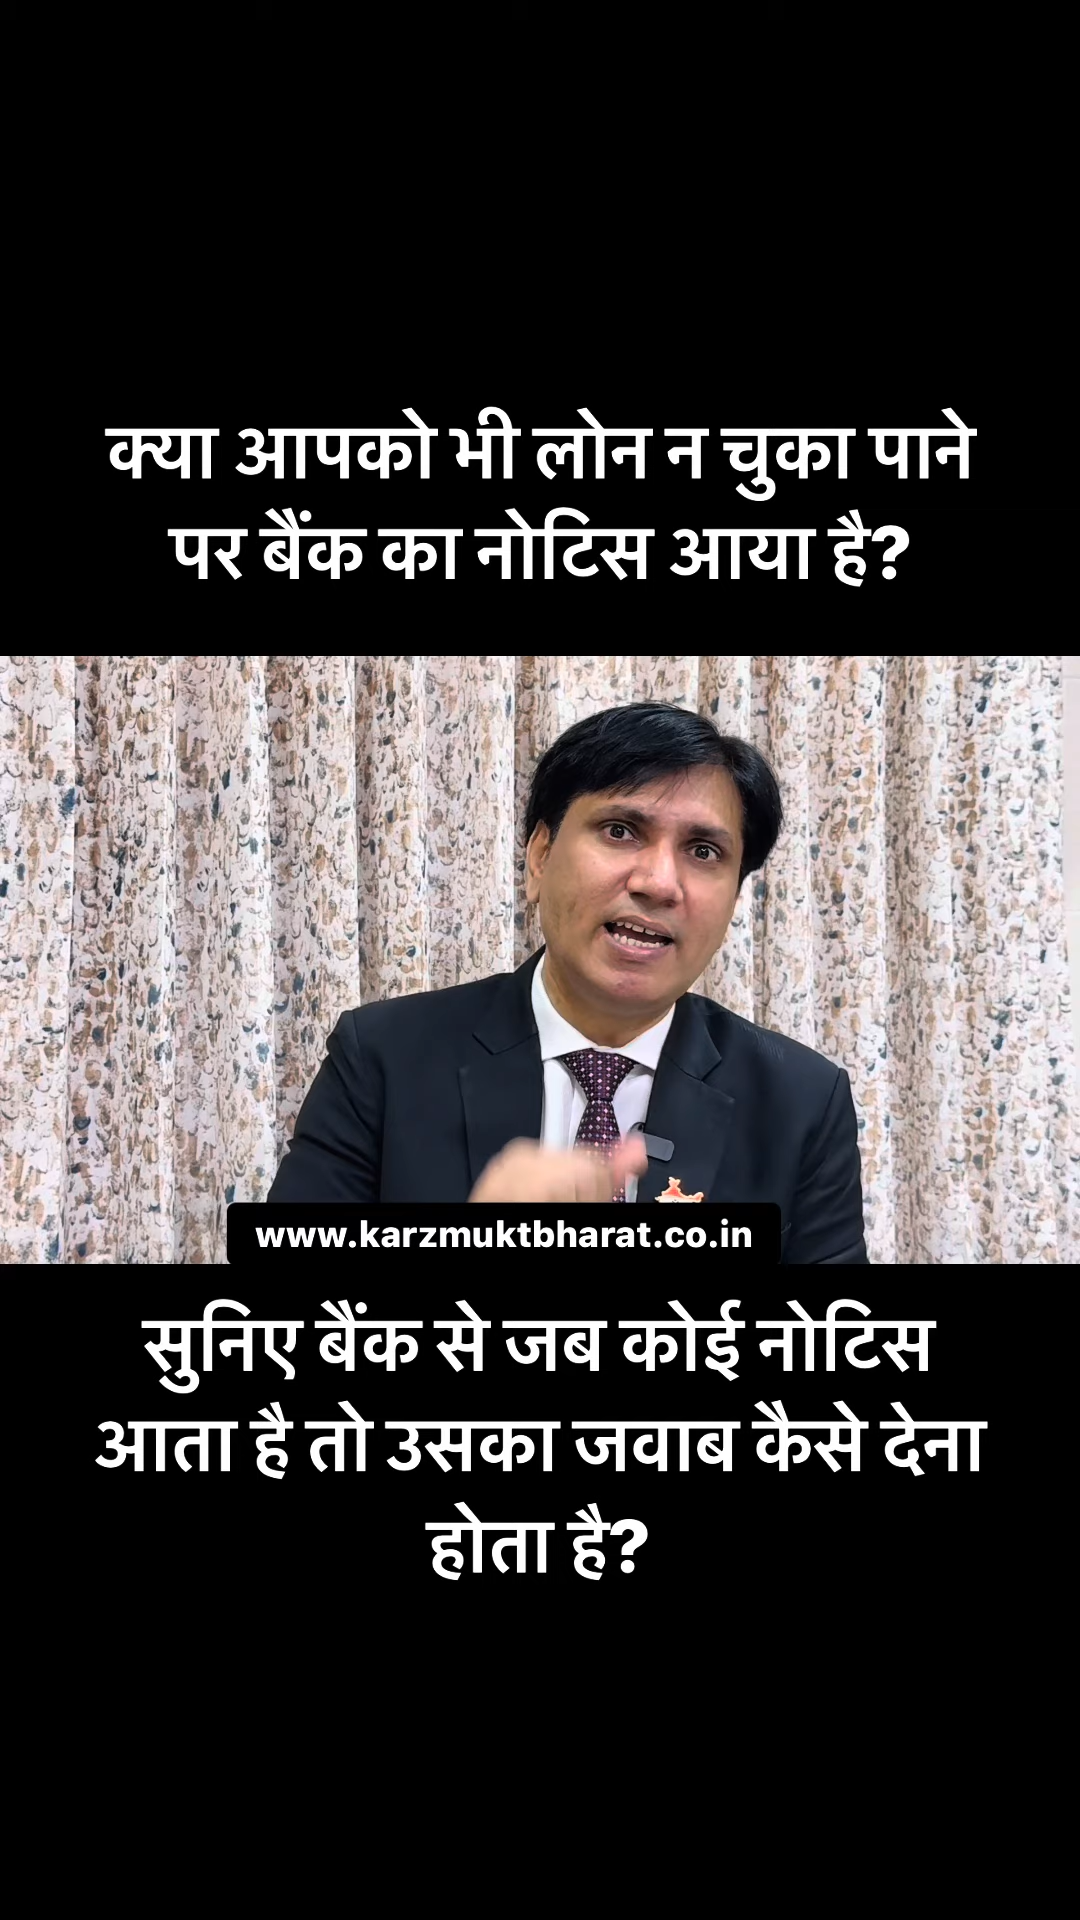 क्या आपको भी लोन न चुका पाने
पर बैंक का नोटिस आया है?
www.karzmuktbharat.co.in
सुनिए बैंक से जब कोई नोटिस
आता है तो उसका जवाब कैसे देना
होता है?